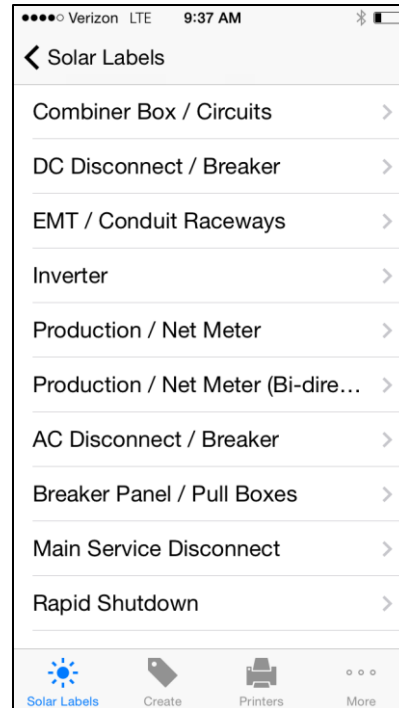 Verizon LTE 9:37 AM
Solar Labels
Combiner Box / Circuits
DC Disconnect / Breaker
EMT / Conduit Raceways
Inverter
Production / Net Meter
Production / Net Meter (Bi-dire...
AC Disconnect / Breaker
Breaker Panel / Pull Boxes
Main Service Disconnect
Rapid Shutdown
Solar Labels Create Printers More